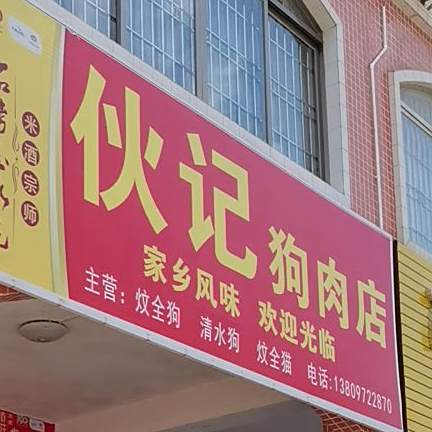 米酒宗师
伙记狗肉店
家乡风味 欢迎光临
主营：炆全狗 清水狗 炆全猫 电话:13809722870